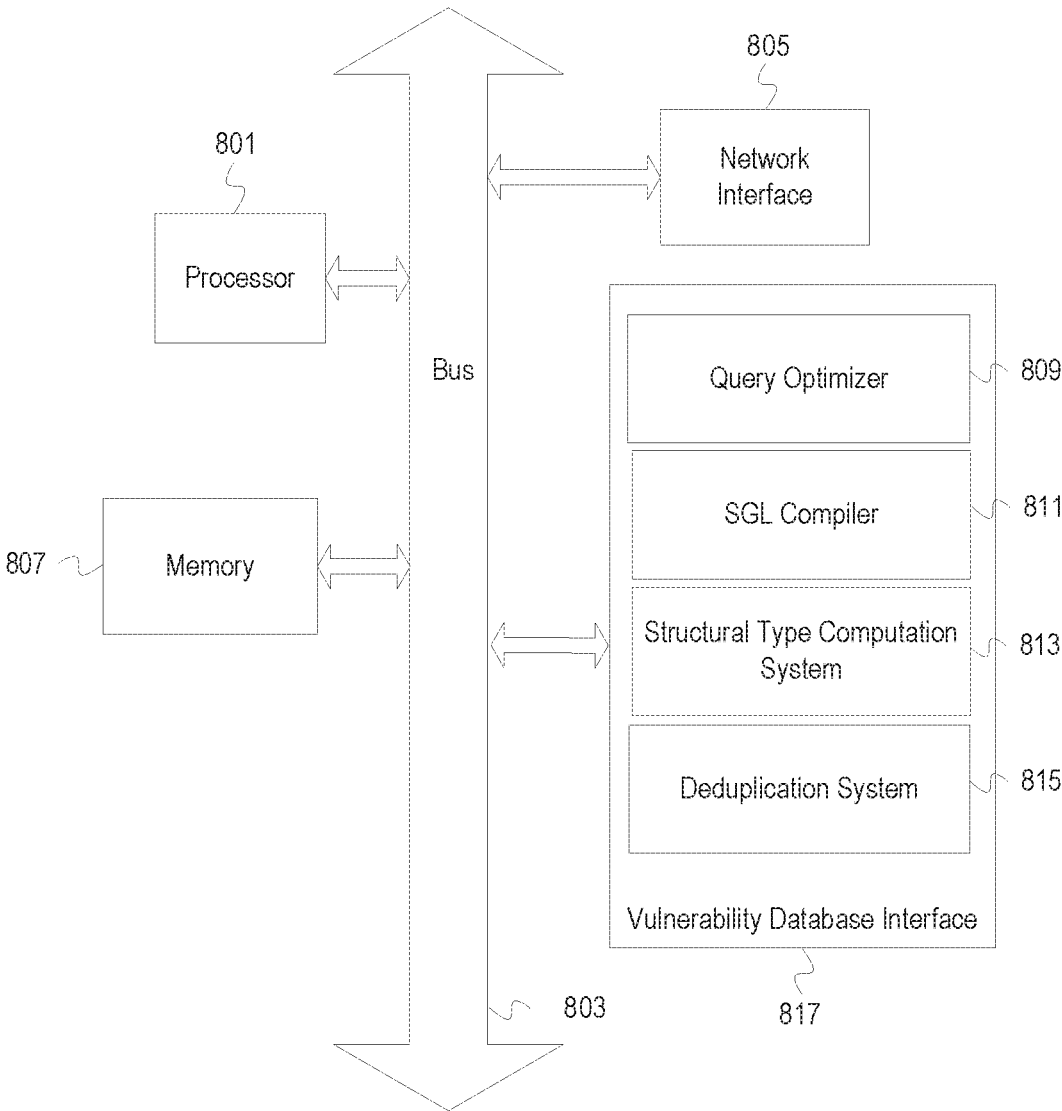 805
Network
Interface
801
Processor
Bus
Query Optimizer
809
SGL Compiler
811
807
Memory
Structural Type Computation
System
813
Deduplication System
815
Vulnerability Database Interface
803
817